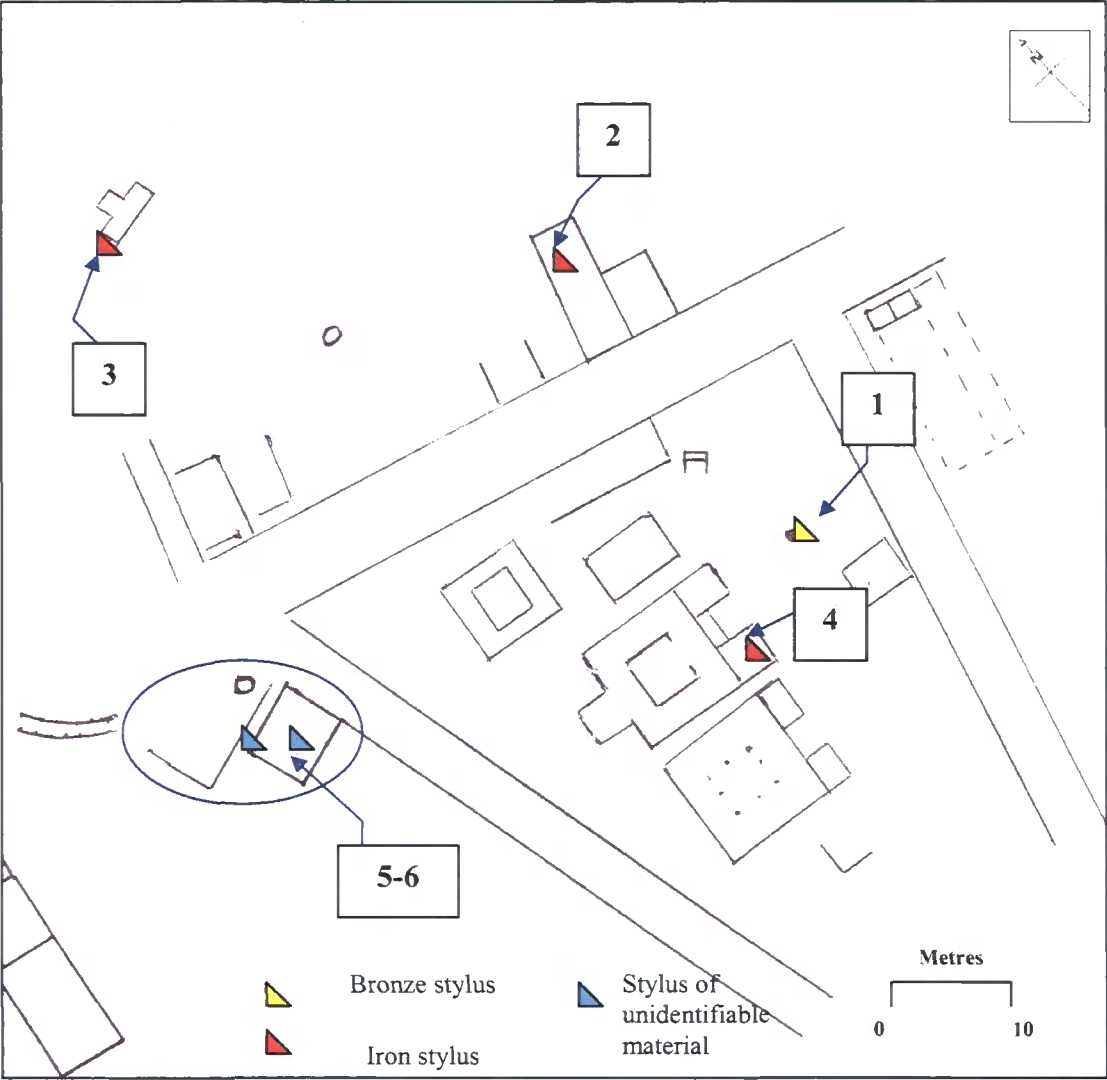 N
2
3
1
4
5-6
Metres
0 10
Bronze stylus
Iron stylus
Stylus of
unidentifiable
material